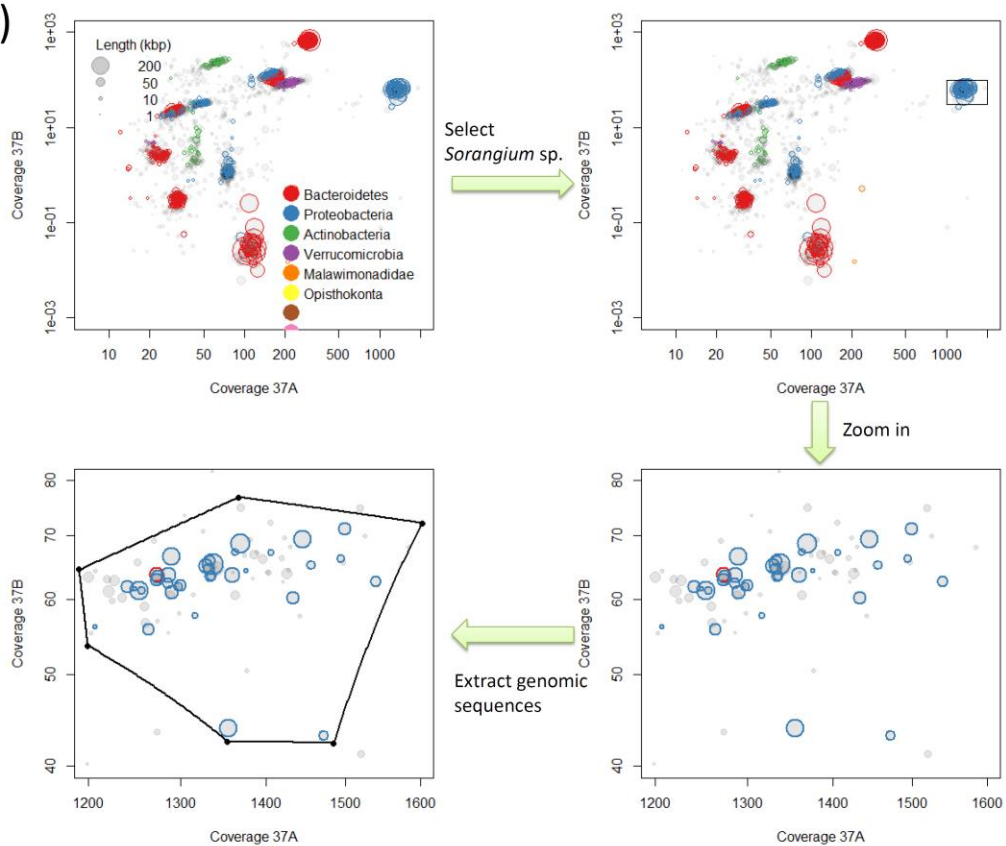 )
Length (kbp)
200
50
10
1
1e+03
1e+01
1e-01
1e-03
Coverage 37B
Bacteroidetes
Proteobacteria
Actinobacteria
Verrucomicrobia
Malawimonadidae
Opisthokonta
10 20 50 100 200 500 1000
Coverage 37A
Select
Sorangium sp.
1e+03
1e+01
1e-01
1e-03
Coverage 37B
10 20 50 100 200 500 1000
Coverage 37A
Zoom in
80
70
60
50
40
Coverage 37B
1200 1300 1400 1500 1600
Coverage 37A
Extract genomic
sequences
80
70
60
50
40
Coverage 37B
1200 1300 1400 1500 1600
Coverage 37A